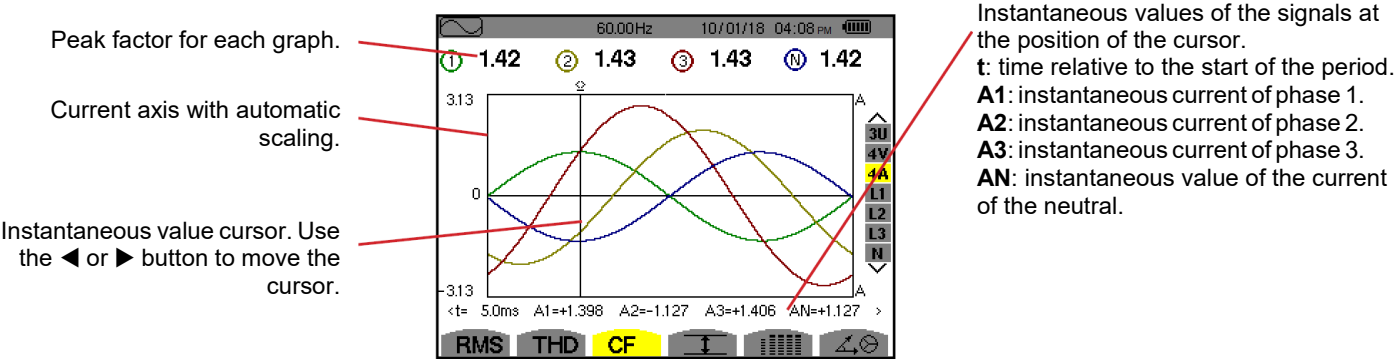 Peak factor for each graph.
Current axis with automatic
scaling.
Instantaneous value cursor. Use
the ◄ or ► button to move the
cursor.
60.00Hz 10/01/18 04:08 PM
1 1.42 2 1.43 3 1.43 N 1.42
3.13 A
0
-3.13 A
3U
4V
4A
L1
L2
L3
N
<t= 5.0ms A1=+1.398 A2=-1.127 A3=+1.406 AN=+1.127 >
RMS THD CF
Instantaneous values of the signals at
the position of the cursor.
t: time relative to the start of the period.
A1: instantaneous current of phase 1.
A2: instantaneous current of phase 2.
A3: instantaneous current of phase 3.
AN: instantaneous value of the current
of the neutral.